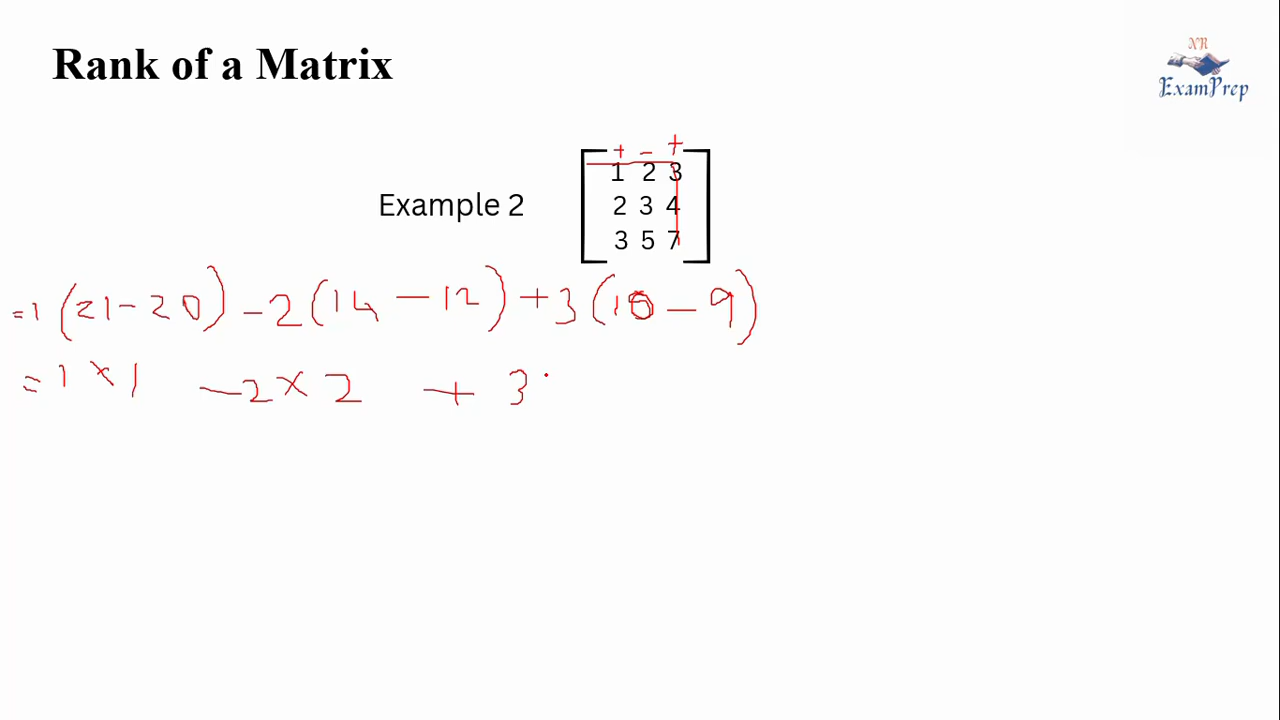 Rank of a Matrix
NR
ExamPrep
+ - +
Example 2
1 2 3
2 3 4
3 5 7
=1 (21-20) -2(14-12) +3(10-9)
=1×1 -2×2 +3